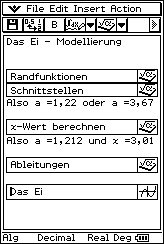 File Edit Insert Action
B
Das Ei - Modellierung
Randfunktionen
Schnittstellen
Also a =1,22 oder a =3,67
x-Wert berechnen
Also a =1,212 und x =3,01
Ableitungen
Das Ei
Alg Decimal Real Deg